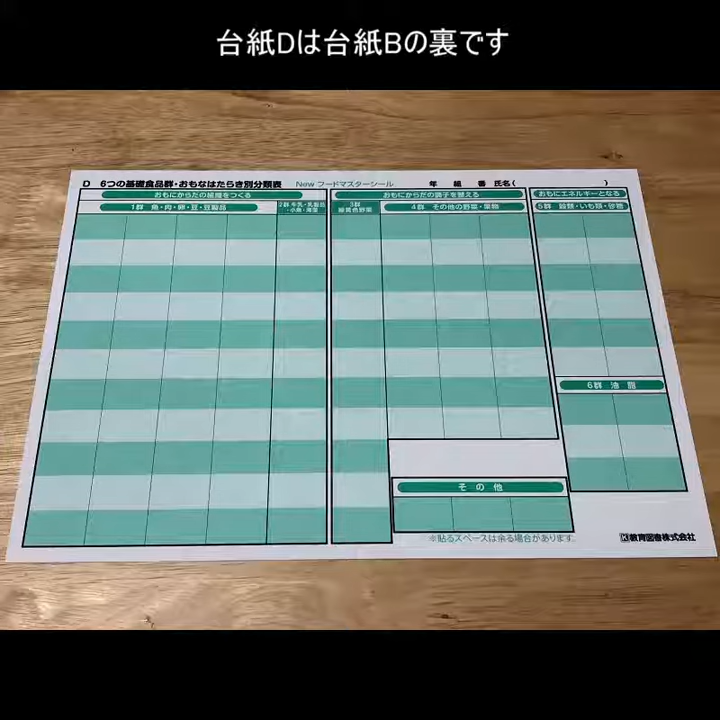 台紙Dは台紙Bの裏です
D 6つの基礎食品群・おもなはたらき別分類表 New フードマスターシール 年 組 番 氏名( )
おもにからだの組織をつくる おもにからだの調子を整える おもにエネルギーとなる
1群 魚・肉・卵・豆・豆製品 2群 牛乳・乳製品・小魚・海藻 3群 緑黄色野菜 4群 その他の野菜・果物 5群 穀類・いも類・砂糖
6群 油脂
その他
※貼るスペースは余る場合があります。
教育図書株式会社